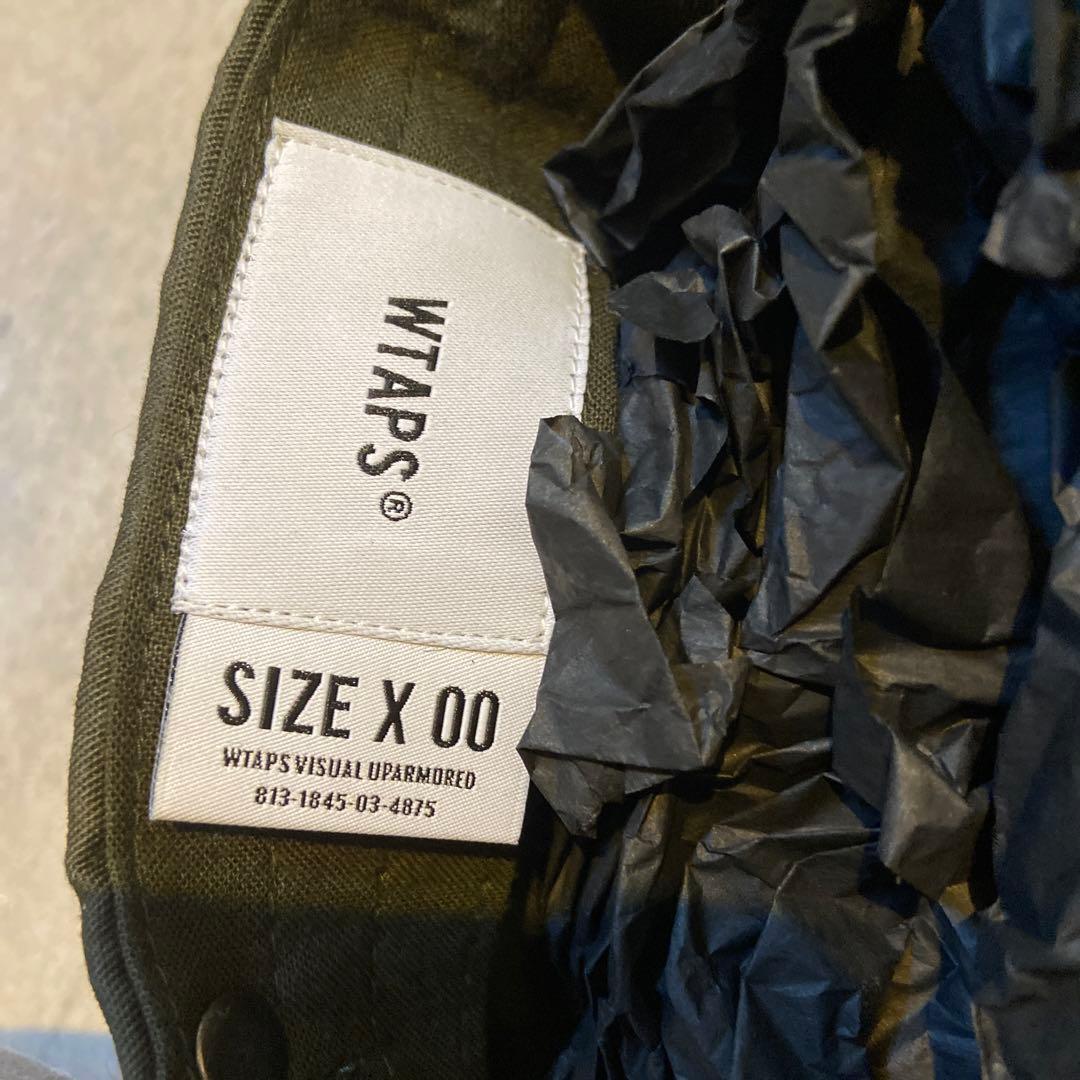 WTAPS®
SIZE X 00
WTAPS VISUAL UPARMORED
813-1845-03-4875